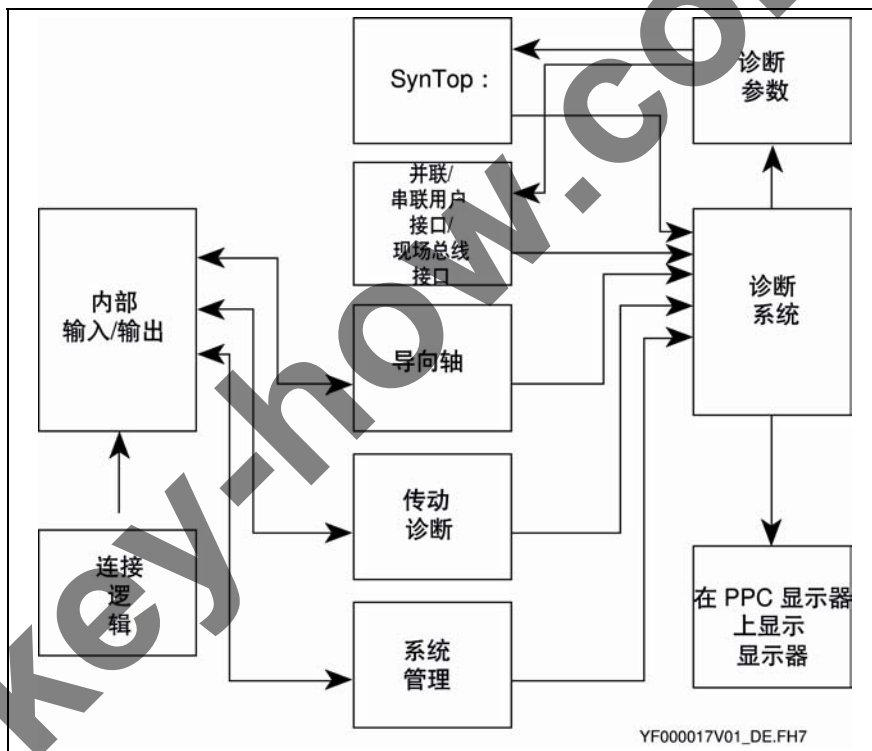 SynTop :
诊断
参数
并联/
串联用户
接口/
现场总线
接口
内部
输入/输出
诊断
系统
导向轴
传动
诊断
连接
逻
辑
在 PPC 显示器
上显示
显示器
系统
管理
YF000017V01_DE.FH7
key-how.co